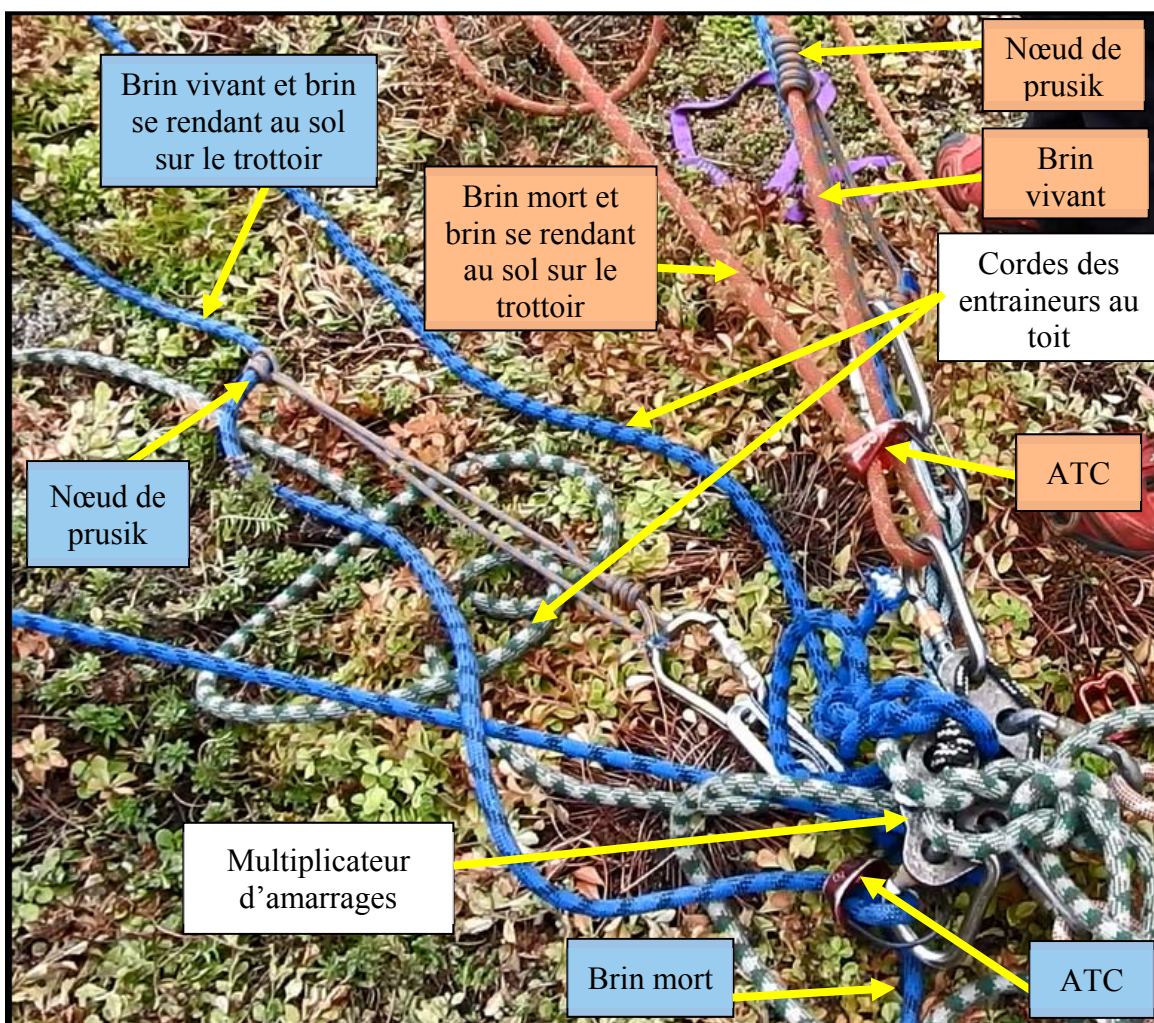 Brin vivant et brin
se rendant au sol
sur le trottoir
Nœud de
prusik
Brin mort et
brin se rendant
au sol sur le
trottoir
Brin
vivant
Cordes des
entraineurs au
toit
ATC
Nœud de
prusik
Multiplicateur
d’amarrages
Brin mort
ATC